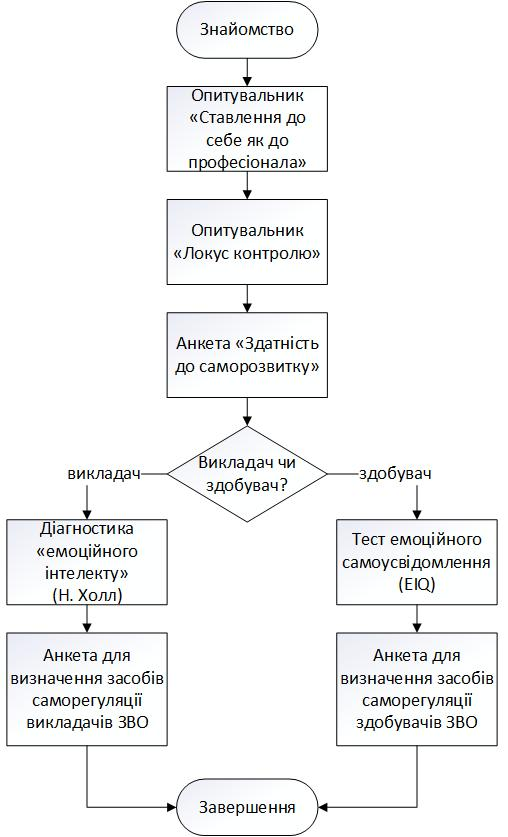 Знайомство
Опитувальник
«Ставлення до
себе як до
професіонала»
Опитувальник
«Локус контролю»
Анкета «Здатність
до саморозвитку»
Викладач чи
здобувач?
викладач
здобувач
Діагностика
«емоційного
інтелекту»
(Н. Холл)
Тест емоційного
самоусвідомлення
(EIQ)
Анкета для
визначення засобів
саморегуляції
викладачів ЗВО
Анкета для
визначення засобів
саморегуляції
здобувачів ЗВО
Завершення